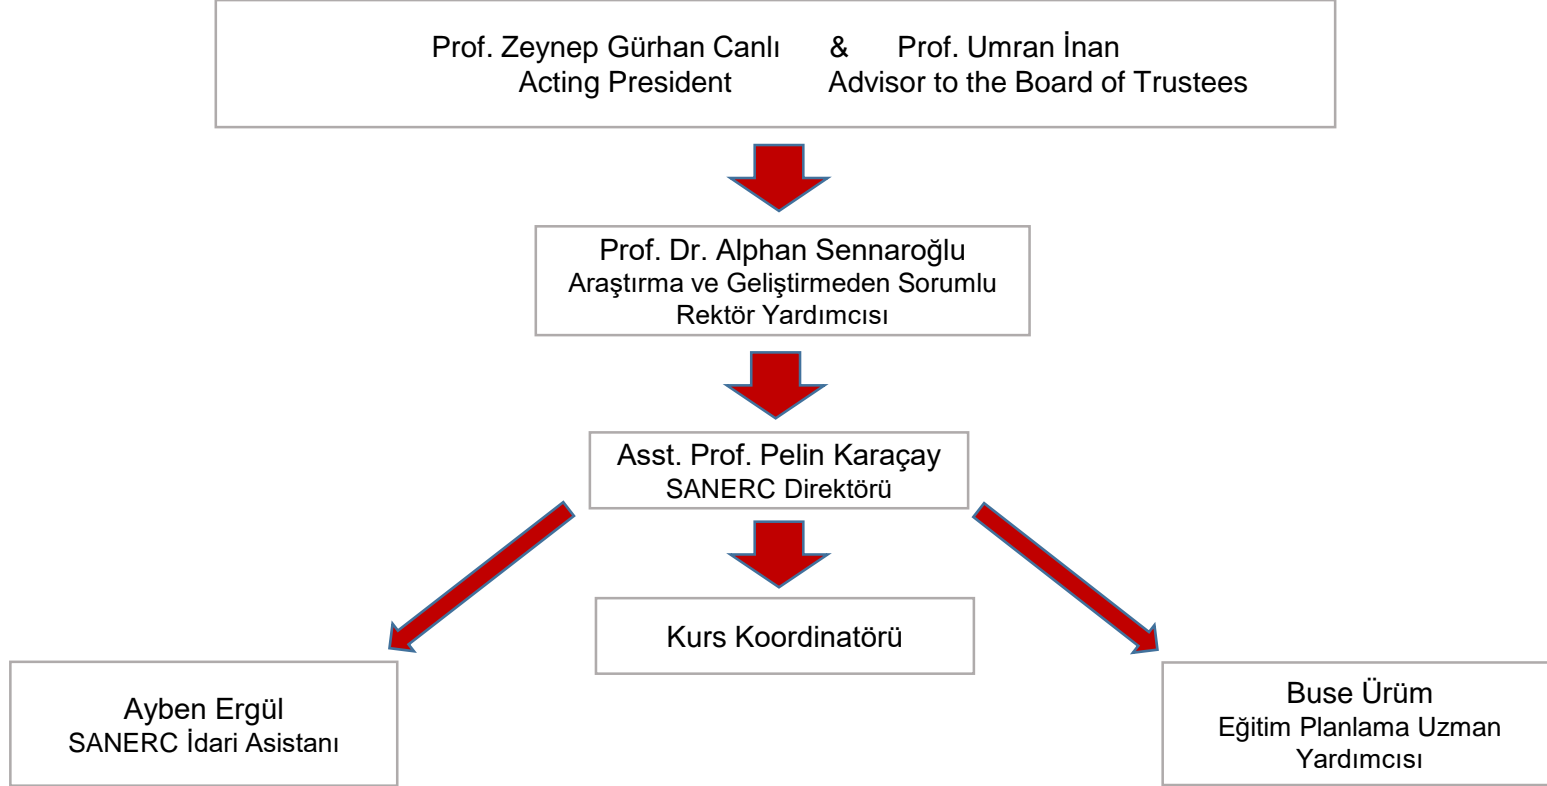 Prof. Zeynep Gürhan Canlı & Prof. Umran İnan
Acting President Advisor to the Board of Trustees
Prof. Dr. Alphan Sennaroğlu
Araştırma ve Geliştirmeden Sorumlu
Rektör Yardımcısı
Asst. Prof. Pelin Karaçay
SANERC Direktörü
Kurs Koordinatörü
Ayben Ergül
SANERC İdari Asistanı
Buse Ürüm
Eğitim Planlama Uzman
Yardımcısı